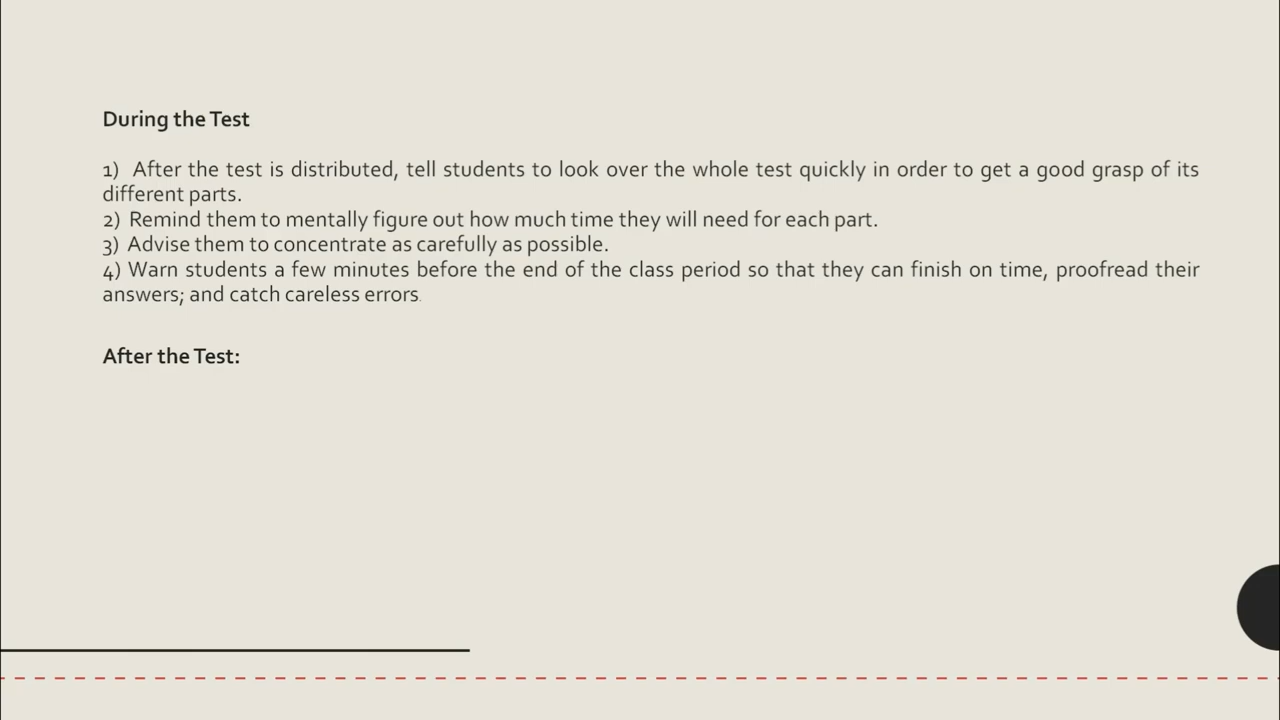 During the Test
1) After the test is distributed, tell students to look over the whole test quickly in order to get a good grasp of its
different parts.
2) Remind them to mentally figure out how much time they will need for each part.
3) Advise them to concentrate as carefully as possible.
4) Warn students a few minutes before the end of the class period so that they can finish on time, proofread their
answers; and catch careless errors.
After the Test: